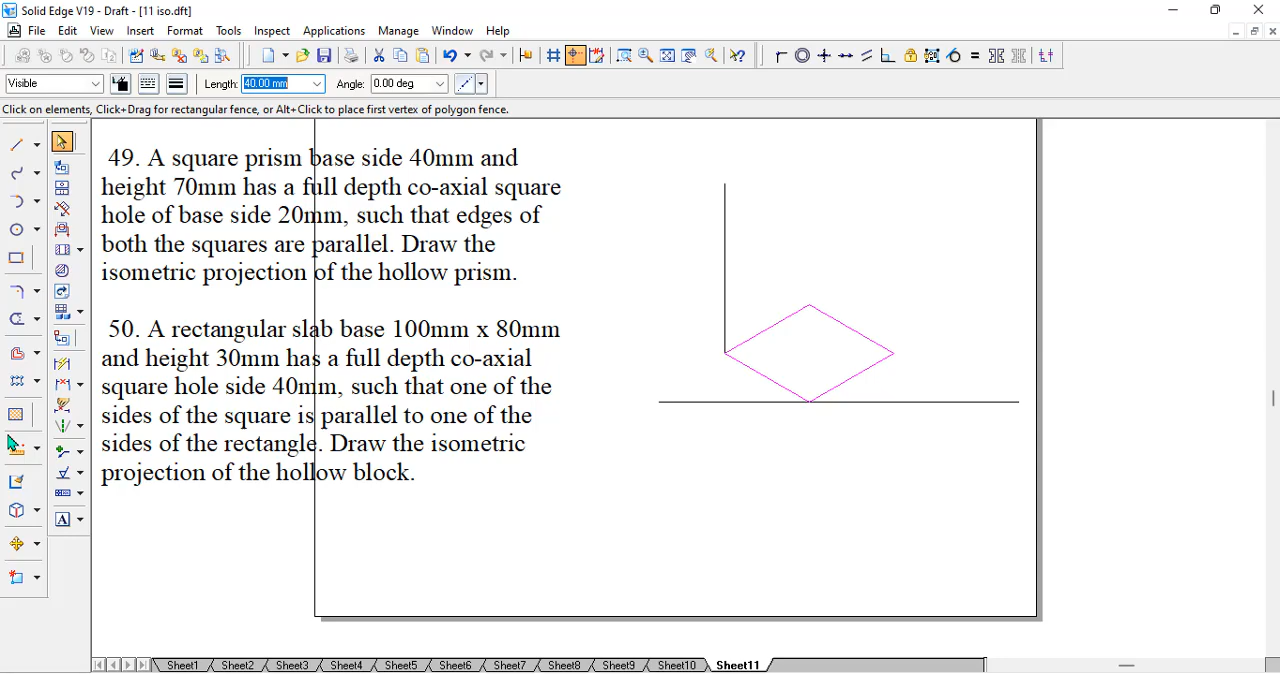 Solid Edge V19 - Draft - [11 iso.dft]
File Edit View Insert Format Tools Inspect Applications Manage Window Help
Visible Length: 40.00 mm Angle: 0.00 deg
Click on elements, Click+Drag for rectangular fence, or Alt+Click to place first vertex of polygon fence.
49. A square prism base side 40mm and
height 70mm has a full depth co-axial square
hole of base side 20mm, such that edges of
both the squares are parallel. Draw the
isometric projection of the hollow prism.
50. A rectangular slab base 100mm x 80mm
and height 30mm has a full depth co-axial
square hole side 40mm, such that one of the
sides of the square is parallel to one of the
sides of the rectangle. Draw the isometric
projection of the hollow block.
A
Sheet1 Sheet2 Sheet3 Sheet4 Sheet5 Sheet6 Sheet7 Sheet8 Sheet9 Sheet10 Sheet11